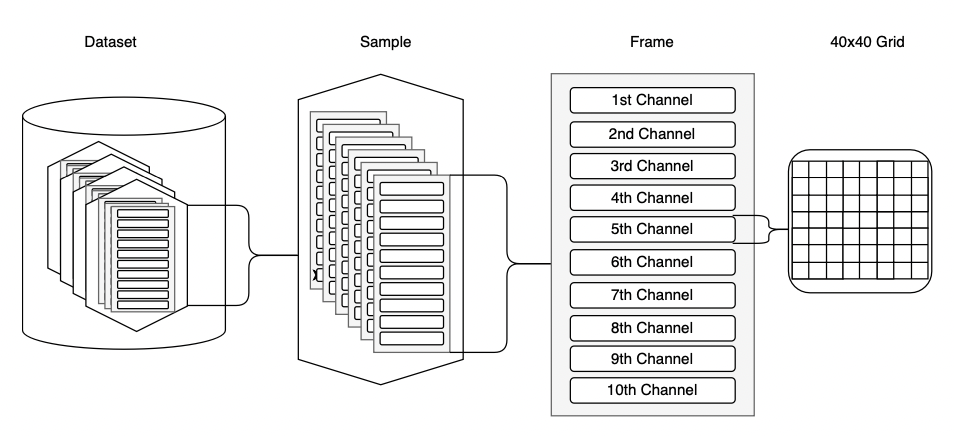 Dataset
Sample
Frame
40x40 Grid
1st Channel
2nd Channel
3rd Channel
4th Channel
5th Channel
6th Channel
7th Channel
8th Channel
9th Channel
10th Channel